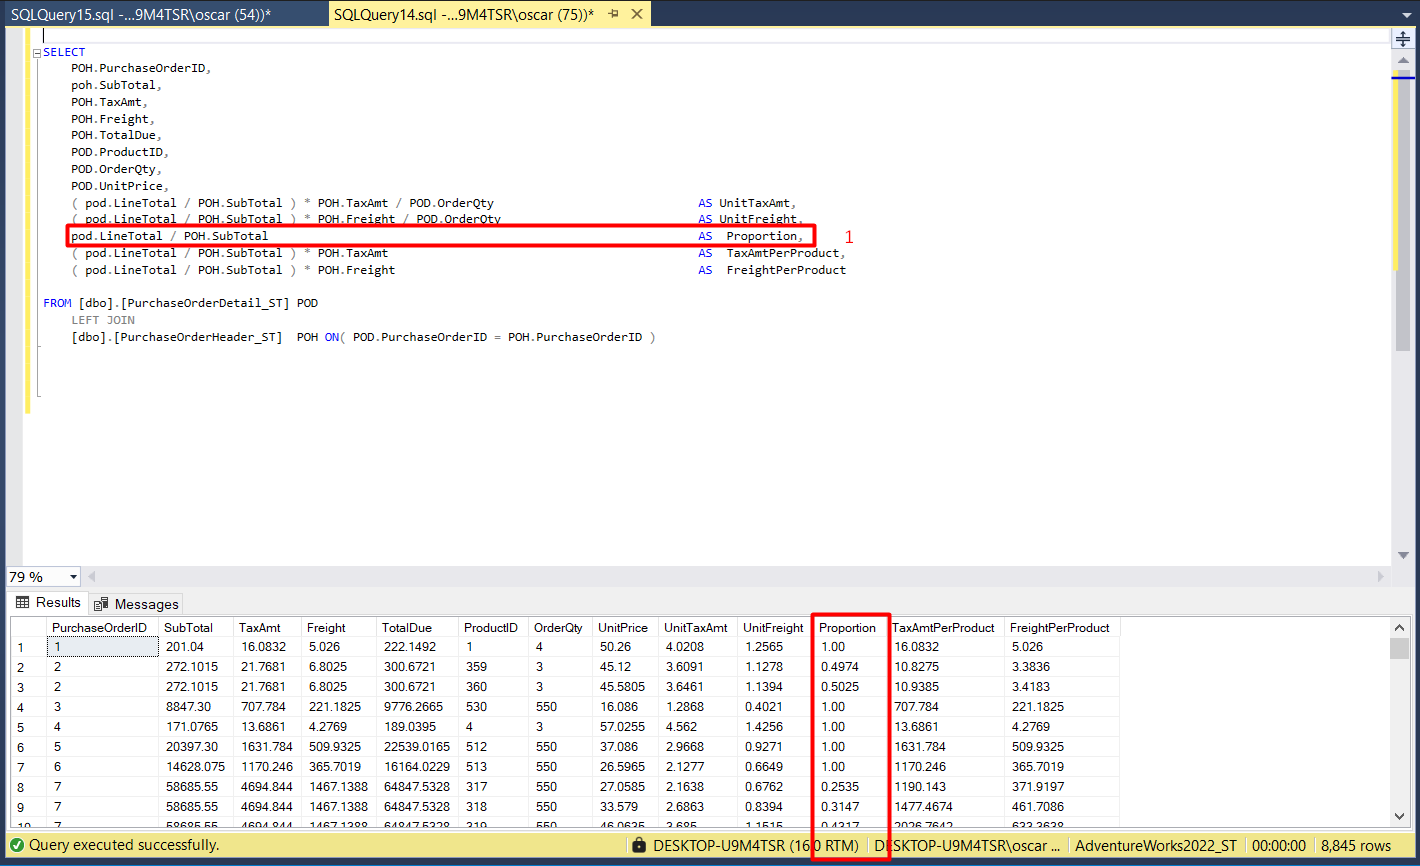 SQLQuery15.sql -...9M4TSR\oscar (54))*
SQLQuery14.sql -...9M4TSR\oscar (75))*
SELECT
POH.PurchaseOrderID,
poh.SubTotal,
POH.TaxAmt,
POH.Freight,
POH.TotalDue,
POD.ProductID,
POD.OrderQty,
POD.UnitPrice,
( pod.LineTotal / POH.SubTotal ) * POH.TaxAmt / POD.OrderQty AS UnitTaxAmt,
( pod.LineTotal / POH.SubTotal ) * POH.Freight / POD.OrderQty AS UnitFreight,
pod.LineTotal / POH.SubTotal AS Proportion, 1
( pod.LineTotal / POH.SubTotal ) * POH.TaxAmt AS TaxAmtPerProduct,
( pod.LineTotal / POH.SubTotal ) * POH.Freight AS FreightPerProduct
FROM [dbo].[PurchaseOrderDetail_ST] POD
LEFT JOIN
[dbo].[PurchaseOrderHeader_ST] POH ON( POD.PurchaseOrderID = POH.PurchaseOrderID )
79 %
Results Messages
PurchaseOrderID SubTotal TaxAmt Freight TotalDue ProductID OrderQty UnitPrice UnitTaxAmt UnitFreight Proportion TaxAmtPerProduct FreightPerProduct
1 1 201.04 16.0832 5.026 222.1492 1 4 50.26 4.0208 1.2565 1.00 16.0832 5.026
2 2 272.1015 21.7681 6.8025 300.6721 359 3 45.12 3.6091 1.1278 0.4974 10.8275 3.3836
3 2 272.1015 21.7681 6.8025 300.6721 360 3 45.5805 3.6461 1.1394 0.5025 10.9385 3.4183
4 3 8847.30 707.784 221.1825 9776.2665 530 550 16.086 1.2868 0.4021 1.00 707.784 221.1825
5 4 171.0765 13.6861 4.2769 189.0395 4 3 57.0255 4.562 1.4256 1.00 13.6861 4.2769
6 5 20397.30 1631.784 509.9325 22539.0165 512 550 37.086 2.9668 0.9271 1.00 1631.784 509.9325
7 6 14628.075 1170.246 365.7019 16164.0229 513 550 26.5965 2.1277 0.6649 1.00 1170.246 365.7019
8 7 58685.55 4694.844 1467.1388 64847.5328 317 550 27.0585 2.1638 0.6762 0.2535 1190.143 371.9197
9 7 58685.55 4694.844 1467.1388 64847.5328 318 550 33.579 2.6863 0.8394 0.3147 1477.4674 461.7086
10 7 58685.55 4694.844 1467.1388 64847.5328 319 550 46.0635 3.685 1.1515 0.4317 2026.7642 633.3638
Query executed successfully. DESKTOP-U9M4TSR (16.0 RTM) DESKTOP-U9M4TSR\oscar ... AdventureWorks2022_ST 00:00:00 8,845 rows